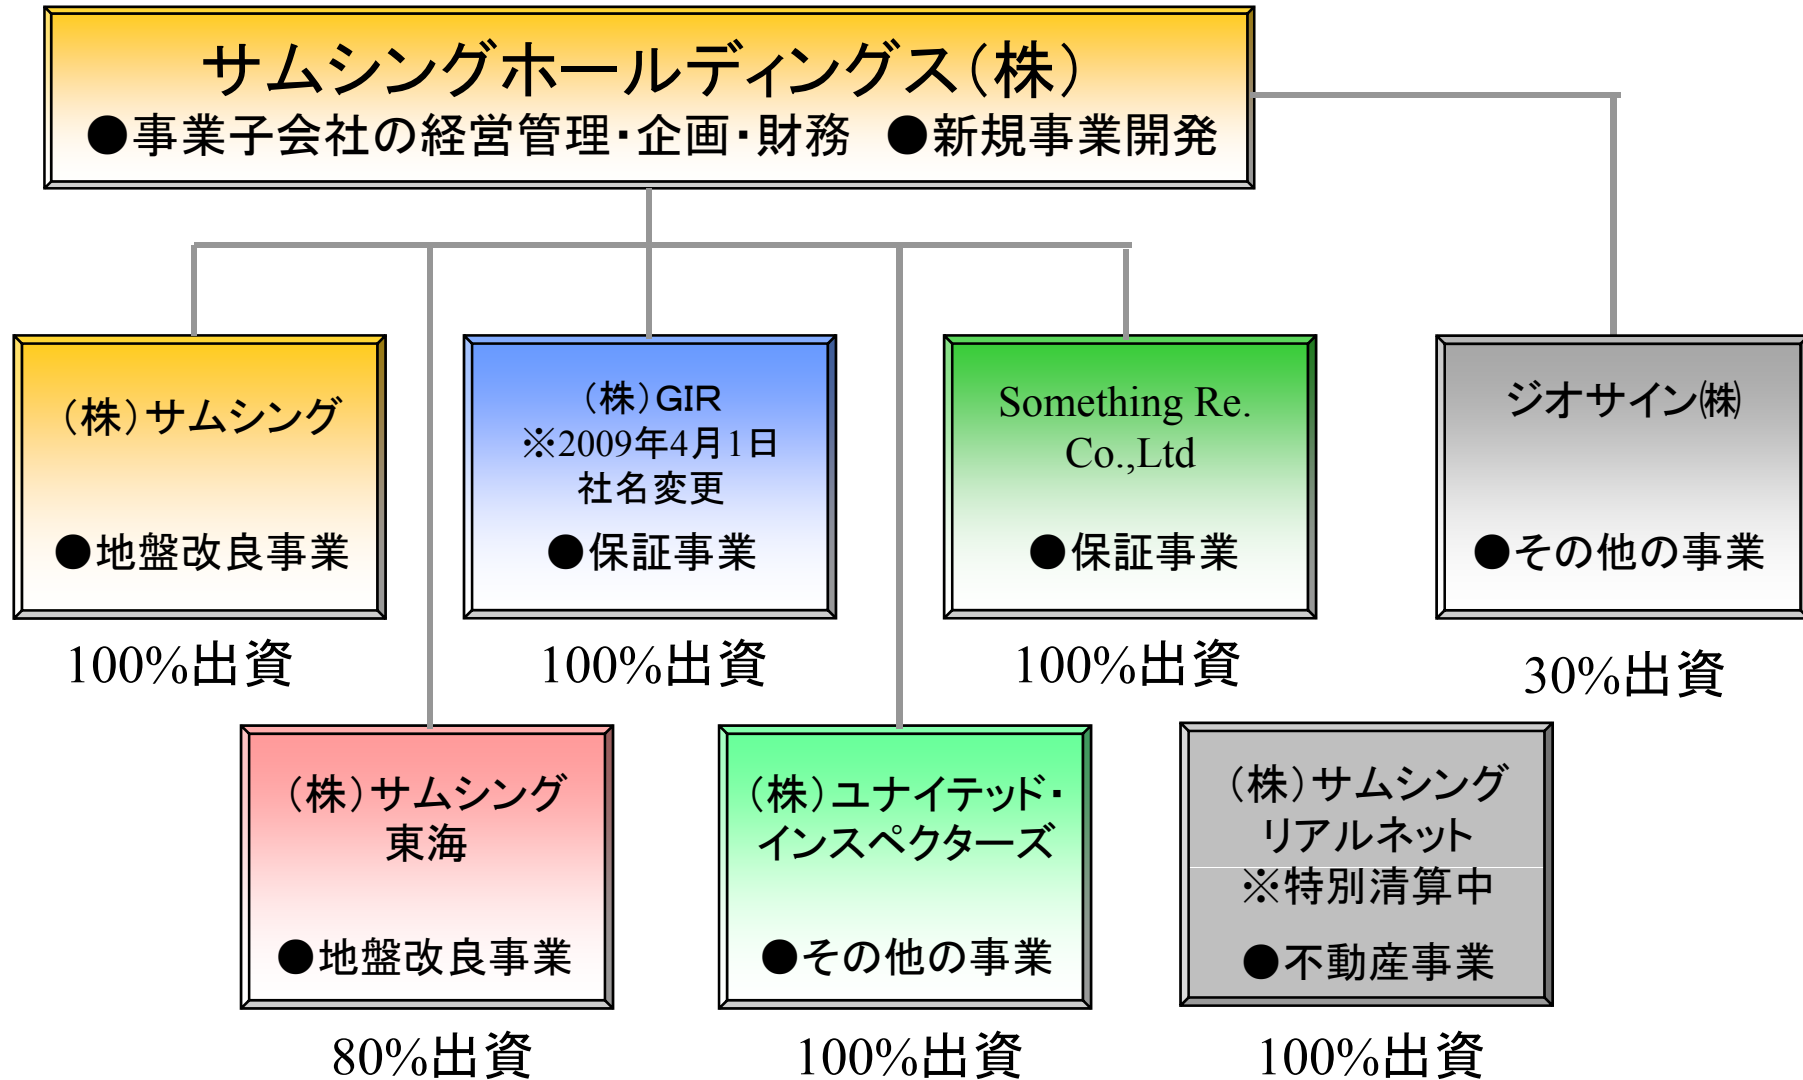 サムシングホールディングス（株）
●事業子会社の経営管理・企画・財務 ●新規事業開発
（株）サムシング
●地盤改良事業
100%出資
（株）ＧＩＲ
※2009年4月1日
社名変更
●保証事業
100%出資
Something Re.
Co.,Ltd
●保証事業
100%出資
ジオサイン㈱
●その他の事業
30%出資
（株）サムシング
東海
●地盤改良事業
80%出資
（株）ユナイテッド・
インスペクターズ
●その他の事業
100%出資
（株）サムシング
リアルネット
※特別清算中
●不動産事業
100%出資